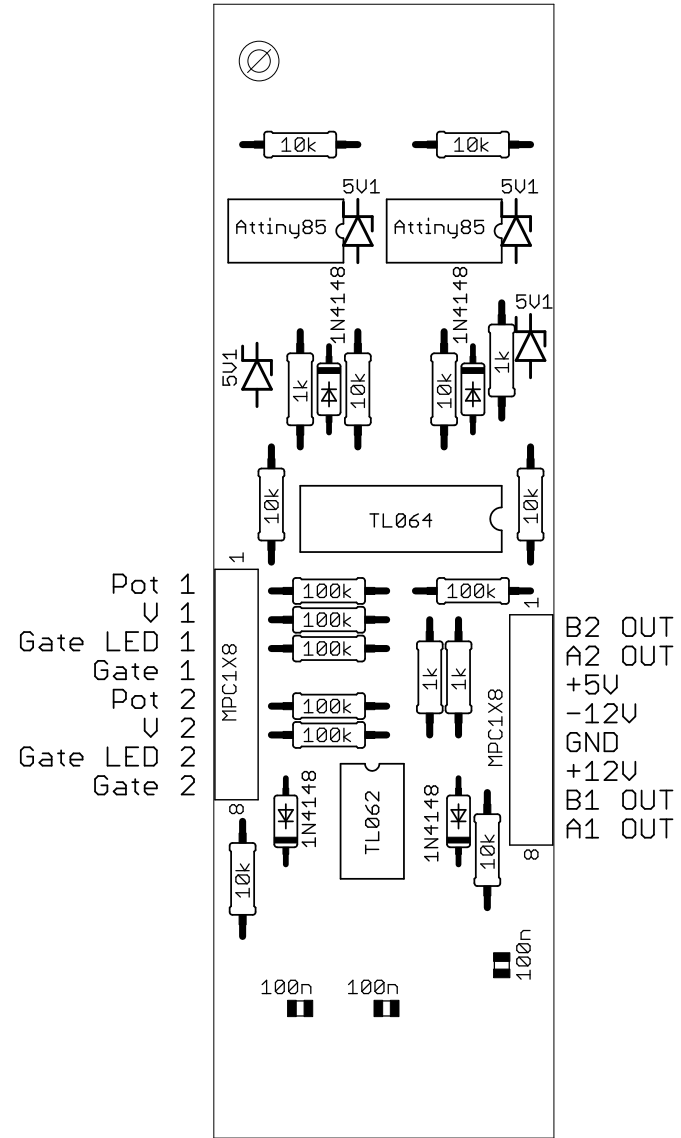 10k
10k
5V1
5V1
Attiny85
Attiny85
1N4148
1N4148
5V1
5V1
1k
10k
10k
1k
10k
TL064
10k
1
Pot 1
V 1
Gate LED 1
Gate 1
Pot 2
V 2
Gate LED 2
Gate 2
MPC1X8
8
100k
100k
100k
100k
100k
100k
1k
1k
1
MPC1X8
B2 OUT
A2 OUT
+5V
-12V
GND
+12V
B1 OUT
A1 OUT
8
1N4148
TL062
1N4148
10k
10k
100n
100n
100n